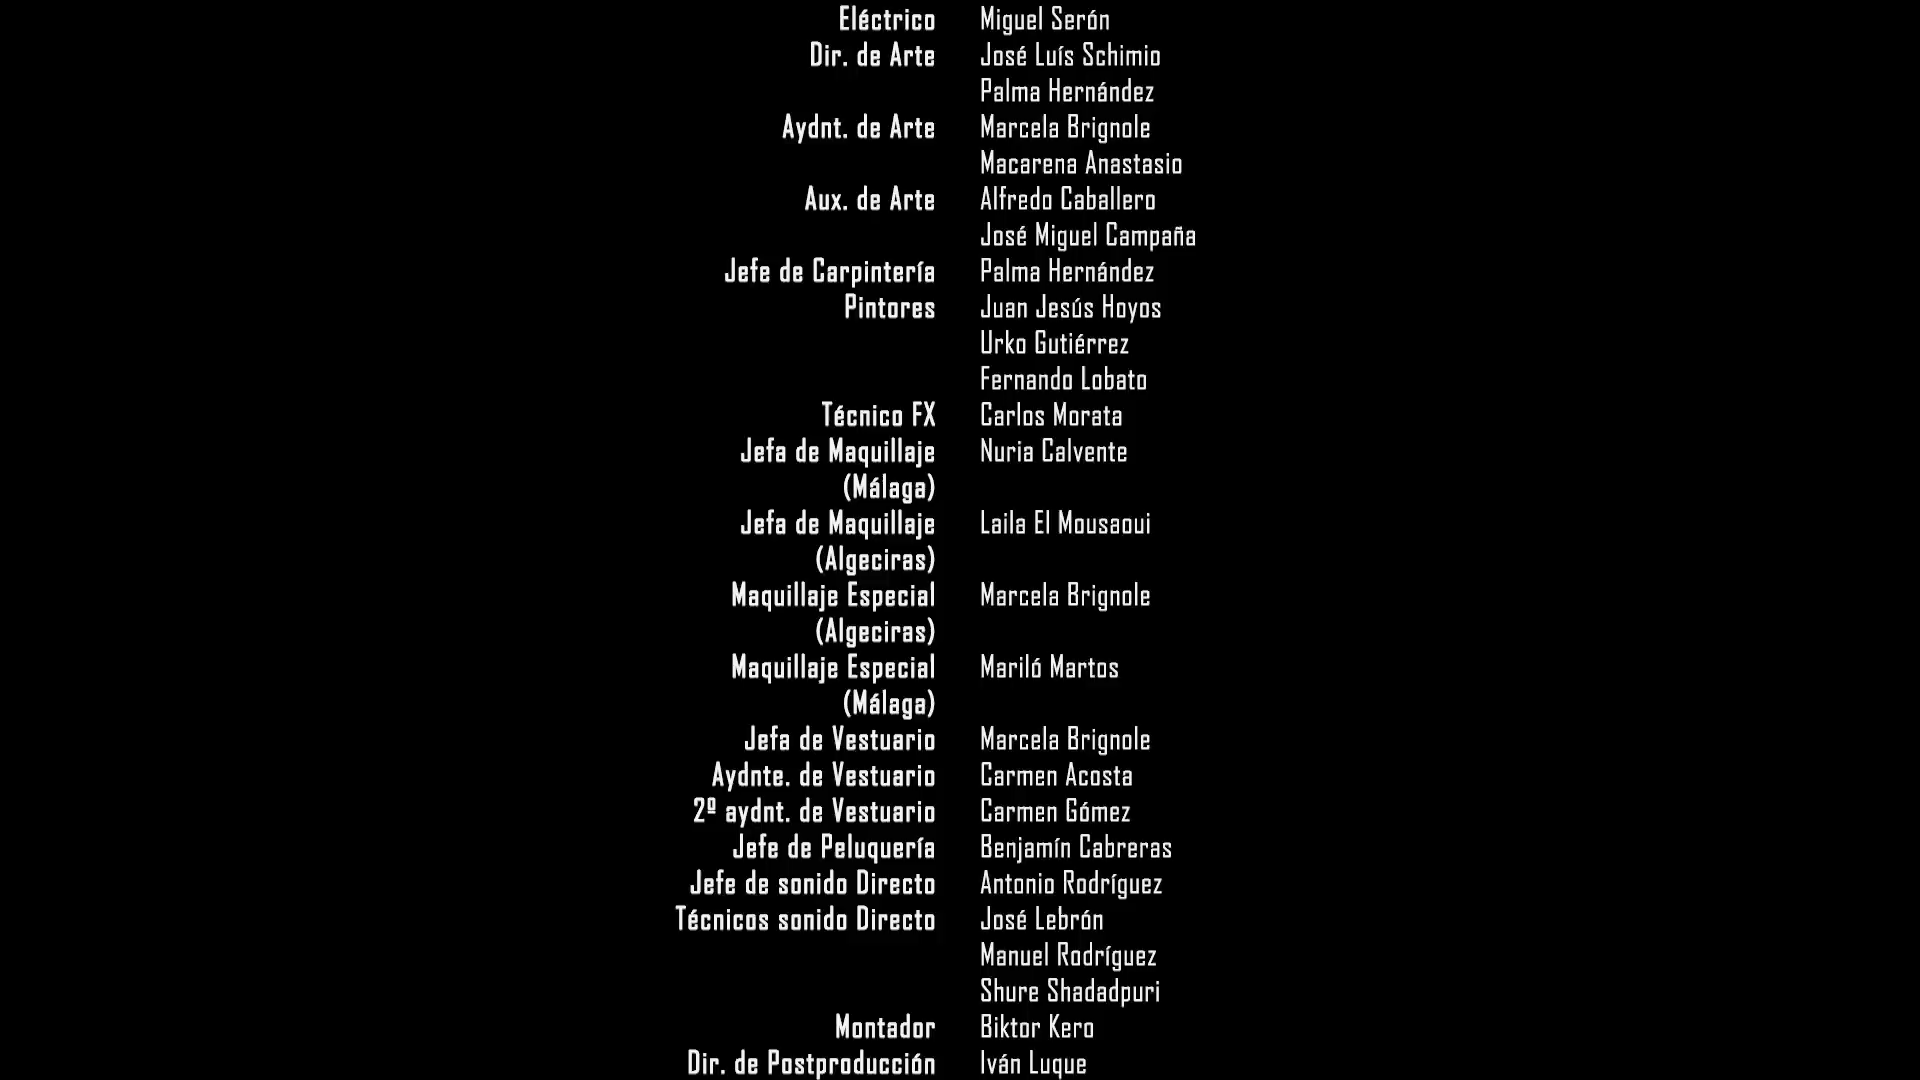 Eléctrico Miguel Serón
Dir. de Arte José Luís Schimio
Palma Hernández
Aydnt. de Arte Marcela Brignole
Macarena Anastasio
Aux. de Arte Alfredo Caballero
José Miguel Campaña
Jefe de Carpintería Palma Hernández
Pintores Juan Jesús Hoyos
Urko Gutiérrez
Fernando Lobato
Técnico FX Carlos Morata
Jefa de Maquillaje Nuria Calvente
(Málaga)
Jefa de Maquillaje Laila El Mousaoui
(Algeciras)
Maquillaje Especial Marcela Brignole
(Algeciras)
Maquillaje Especial Mariló Martos
(Málaga)
Jefa de Vestuario Marcela Brignole
Aydnte. de Vestuario Carmen Acosta
2º aydnt. de Vestuario Carmen Gómez
Jefe de Peluquería Benjamín Cabreras
Jefe de sonido Directo Antonio Rodríguez
Técnicos sonido Directo José Lebrón
Manuel Rodríguez
Shure Shadadpuri
Montador Biktor Kero
Dir. de Postproducción Iván Luque